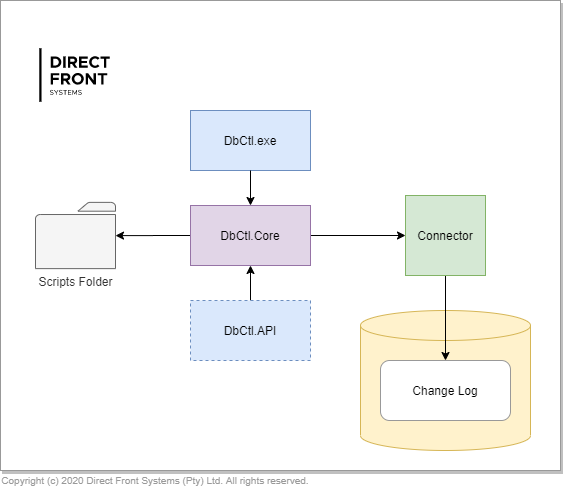 DIRECT
FRONT
SYSTEMS
DbCtl.exe
DbCtl.Core
Connector
Scripts Folder
DbCtl.API
Change Log
Copyright (c) 2020 Direct Front Systems (Pty) Ltd. All rights reserved.